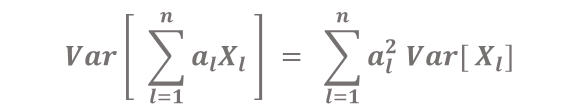 Var[ ∑_{l=1}^{n} a_l X_l ] = ∑_{l=1}^{n} a_l^2 Var[ X_l ]